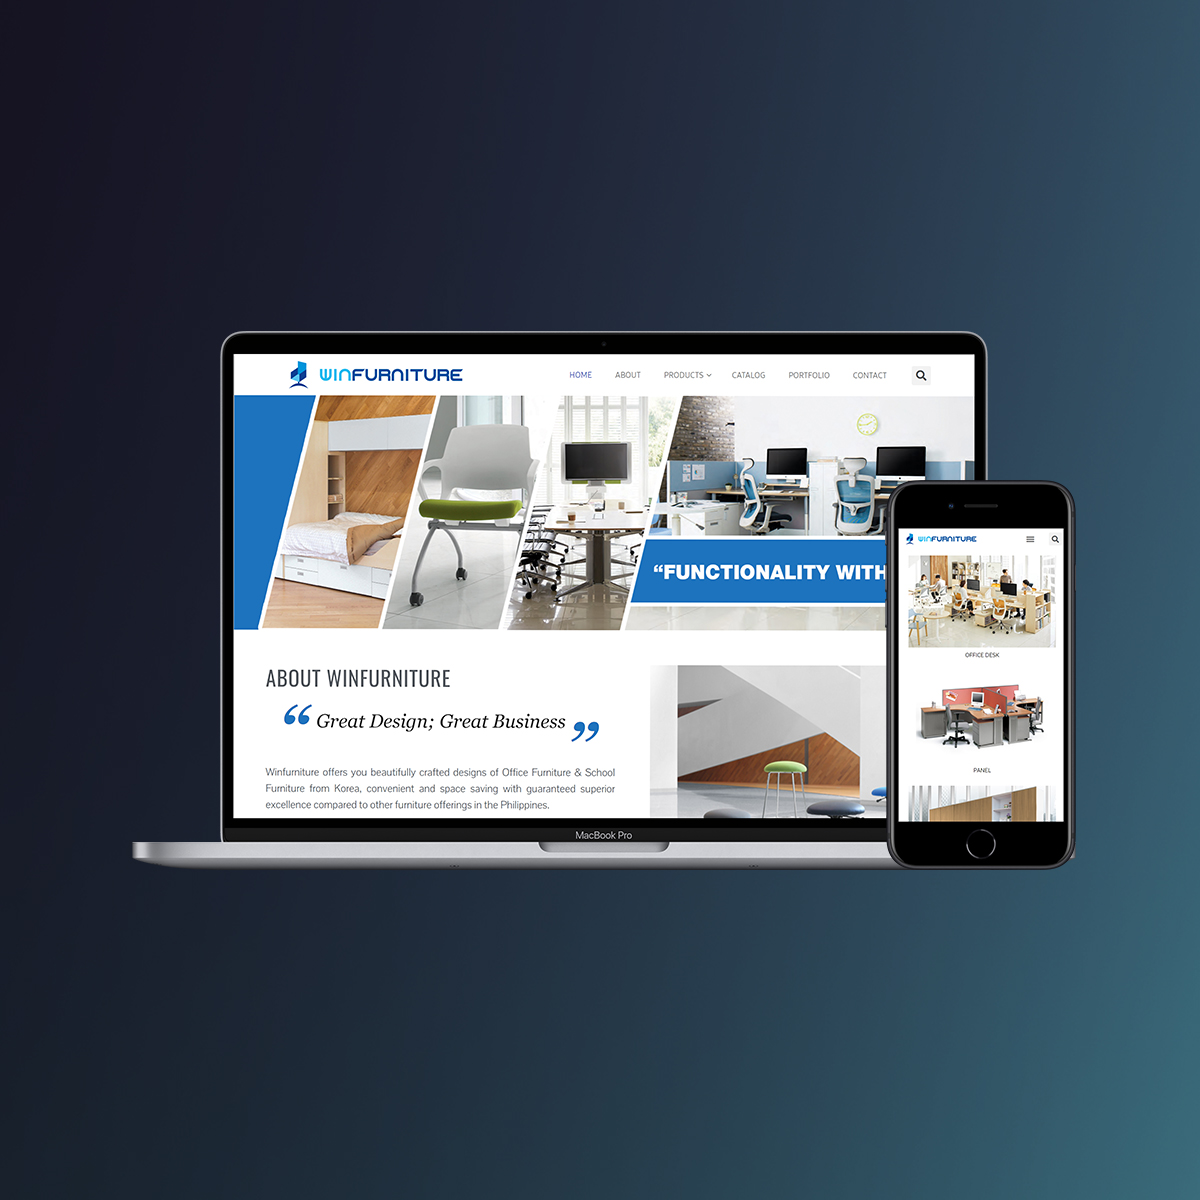 WINFURNITURE
HOME ABOUT PRODUCTS CATALOG PORTFOLIO CONTACT
“FUNCTIONALITY WITH
ABOUT WINFURNITURE
“ Great Design; Great Business ”
Winfurniture offers you beautifully crafted designs of Office Furniture & School
Furniture from Korea, convenient and space saving with guaranteed superior
excellence compared to other furniture offerings in the Philippines.
MacBook Pro
WINFURNITURE
OFFICE DESK
PANEL